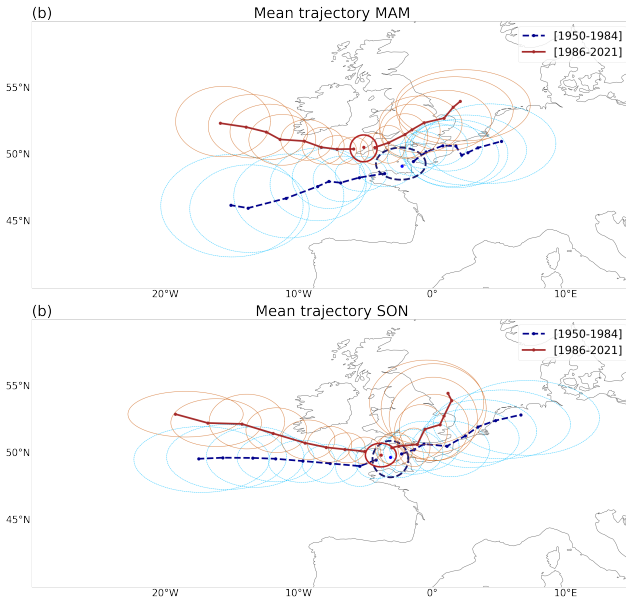 (b) Mean trajectory MAM
[1950-1984]
[1986-2021]
55°N
50°N
45°N
20°W 10°W 0° 10°E
(b) Mean trajectory SON
[1950-1984]
[1986-2021]
55°N
50°N
45°N
20°W 10°W 0° 10°E